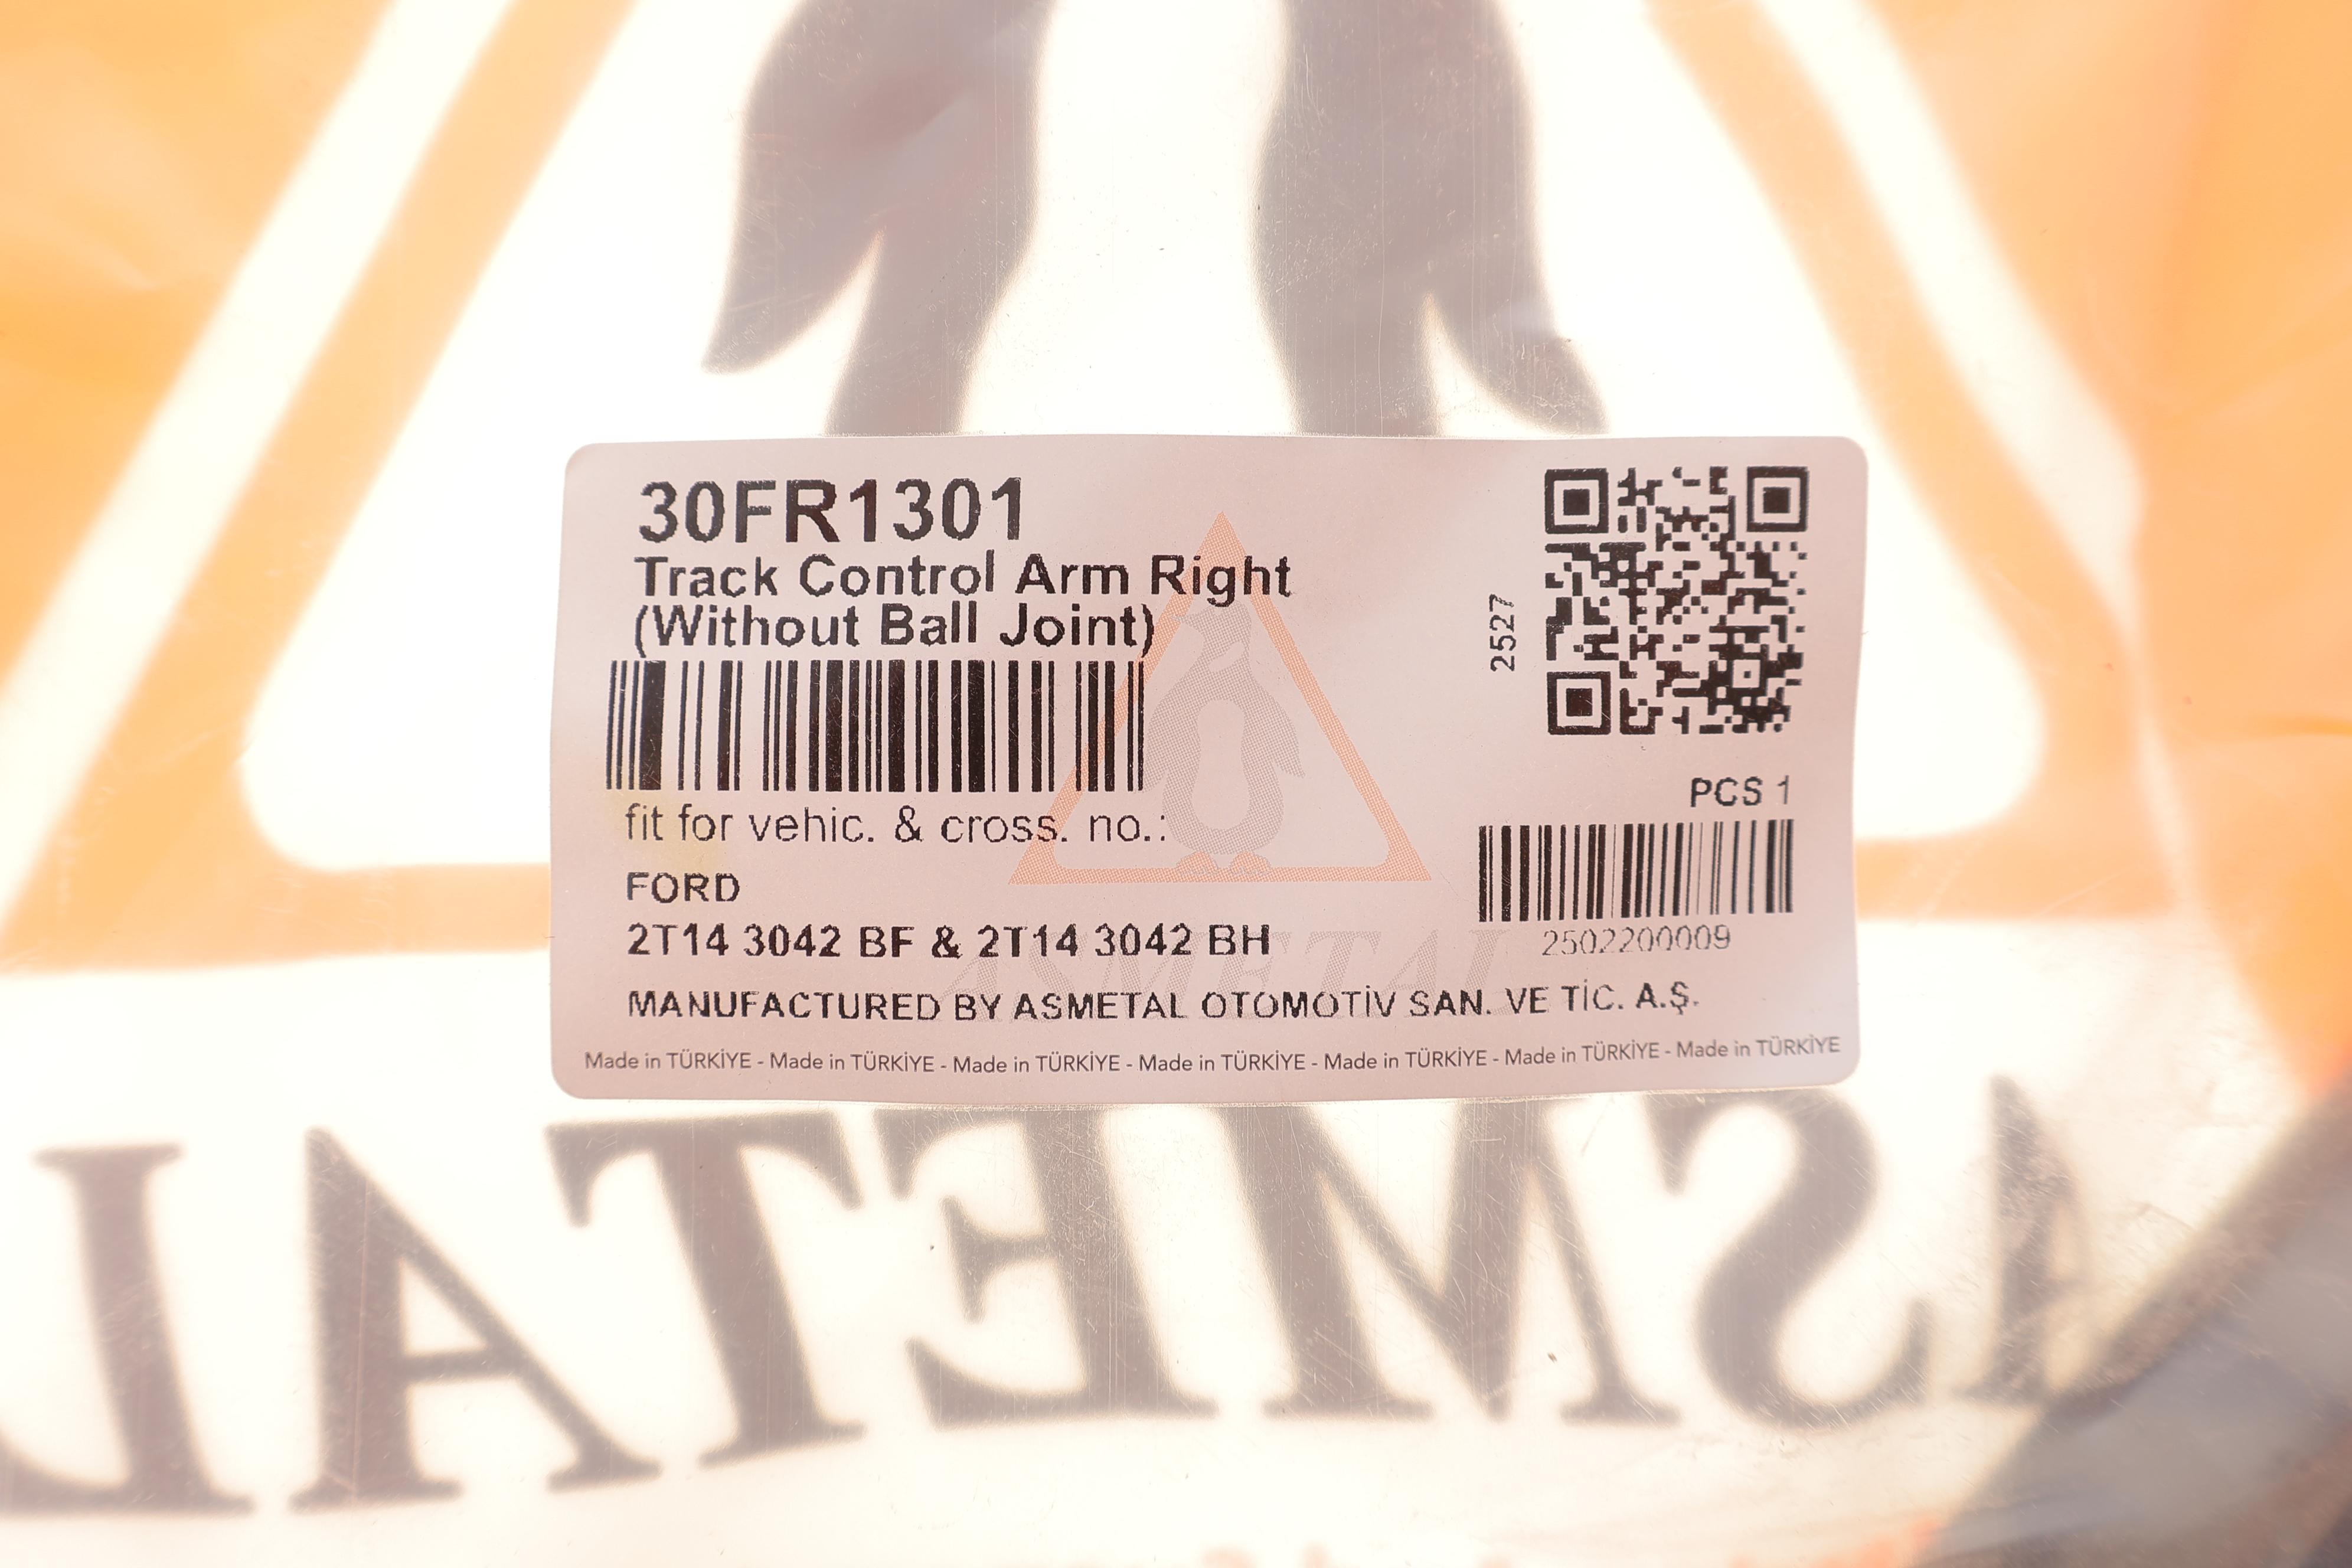 30FR1301
Track Control Arm Right
(Without Ball Joint)
2527
fit for vehic. & cross. no.:
PCS 1
FORD
2T14 3042 BF & 2T14 3042 BH
2502200009
ASMETAL
MANUFACTURED BY ASMETAL OTOMOTİV SAN. VE TİC. A.Ş.
Made in TÜRKİYE - Made in TÜRKİYE - Made in TÜRKİYE - Made in TÜRKİYE - Made in TÜRKİYE - Made in TÜRKİYE - Made in TÜRKİYE
ASMETAL